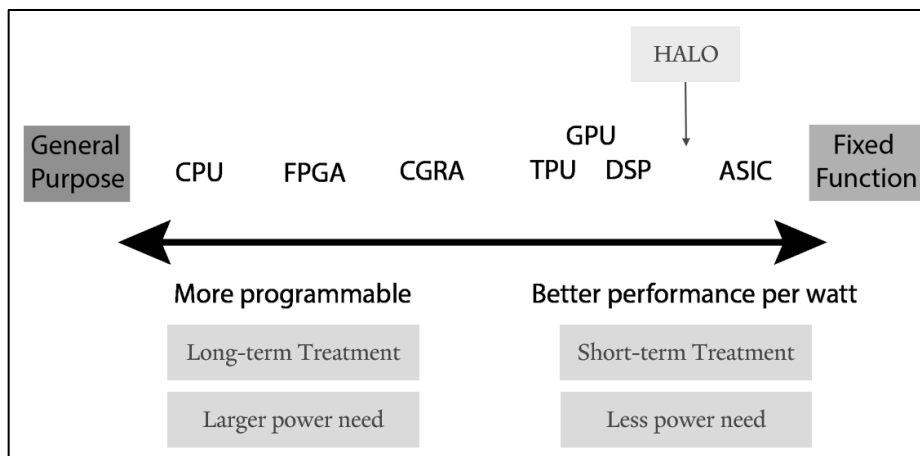 HALO
General
Purpose
CPU
FPGA
CGRA
GPU
TPU
DSP
ASIC
Fixed
Function
More programmable
Better performance per watt
Long-term Treatment
Short-term Treatment
Larger power need
Less power need